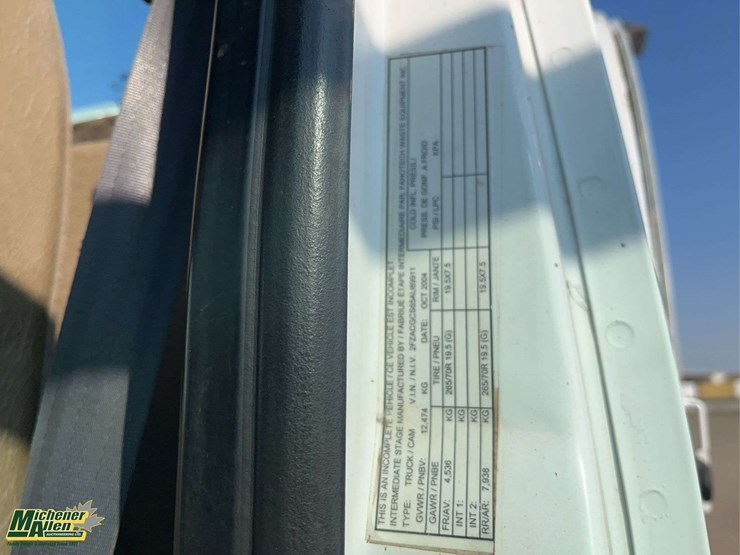 THIS IS AN INCOMPLETE VEHICLE / CE VEHICLE EST INCOMPLET
INTERMEDIATE STAGE MANUFACTURED BY / FABRIQUÉ ÉTAPE INTERMEDIAIRE PAR: FANOTECH WASTE EQUIPMENT INC.
TYPE: TRUCK / CAM V.I.N. / N.I.V.
GVWR / PNBV: 12,474 KG DATE: OCT 2004
COLD INFL. PRESS./
PRESS. DE GONF. A FROID
GAWR / PNBE TIRE / PNEU RIM / JANTE PSI / LPC KPA
FR/AV: 4,536 KG 265/70R 19.5 (G) 19.5X7.5
INT 1: KG
INT 2: KG
RR/AR: 7,938 KG 265/70R 19.5 (G) 19.5X7.5
Michener
Allen
AUCTIONEERING LTD.